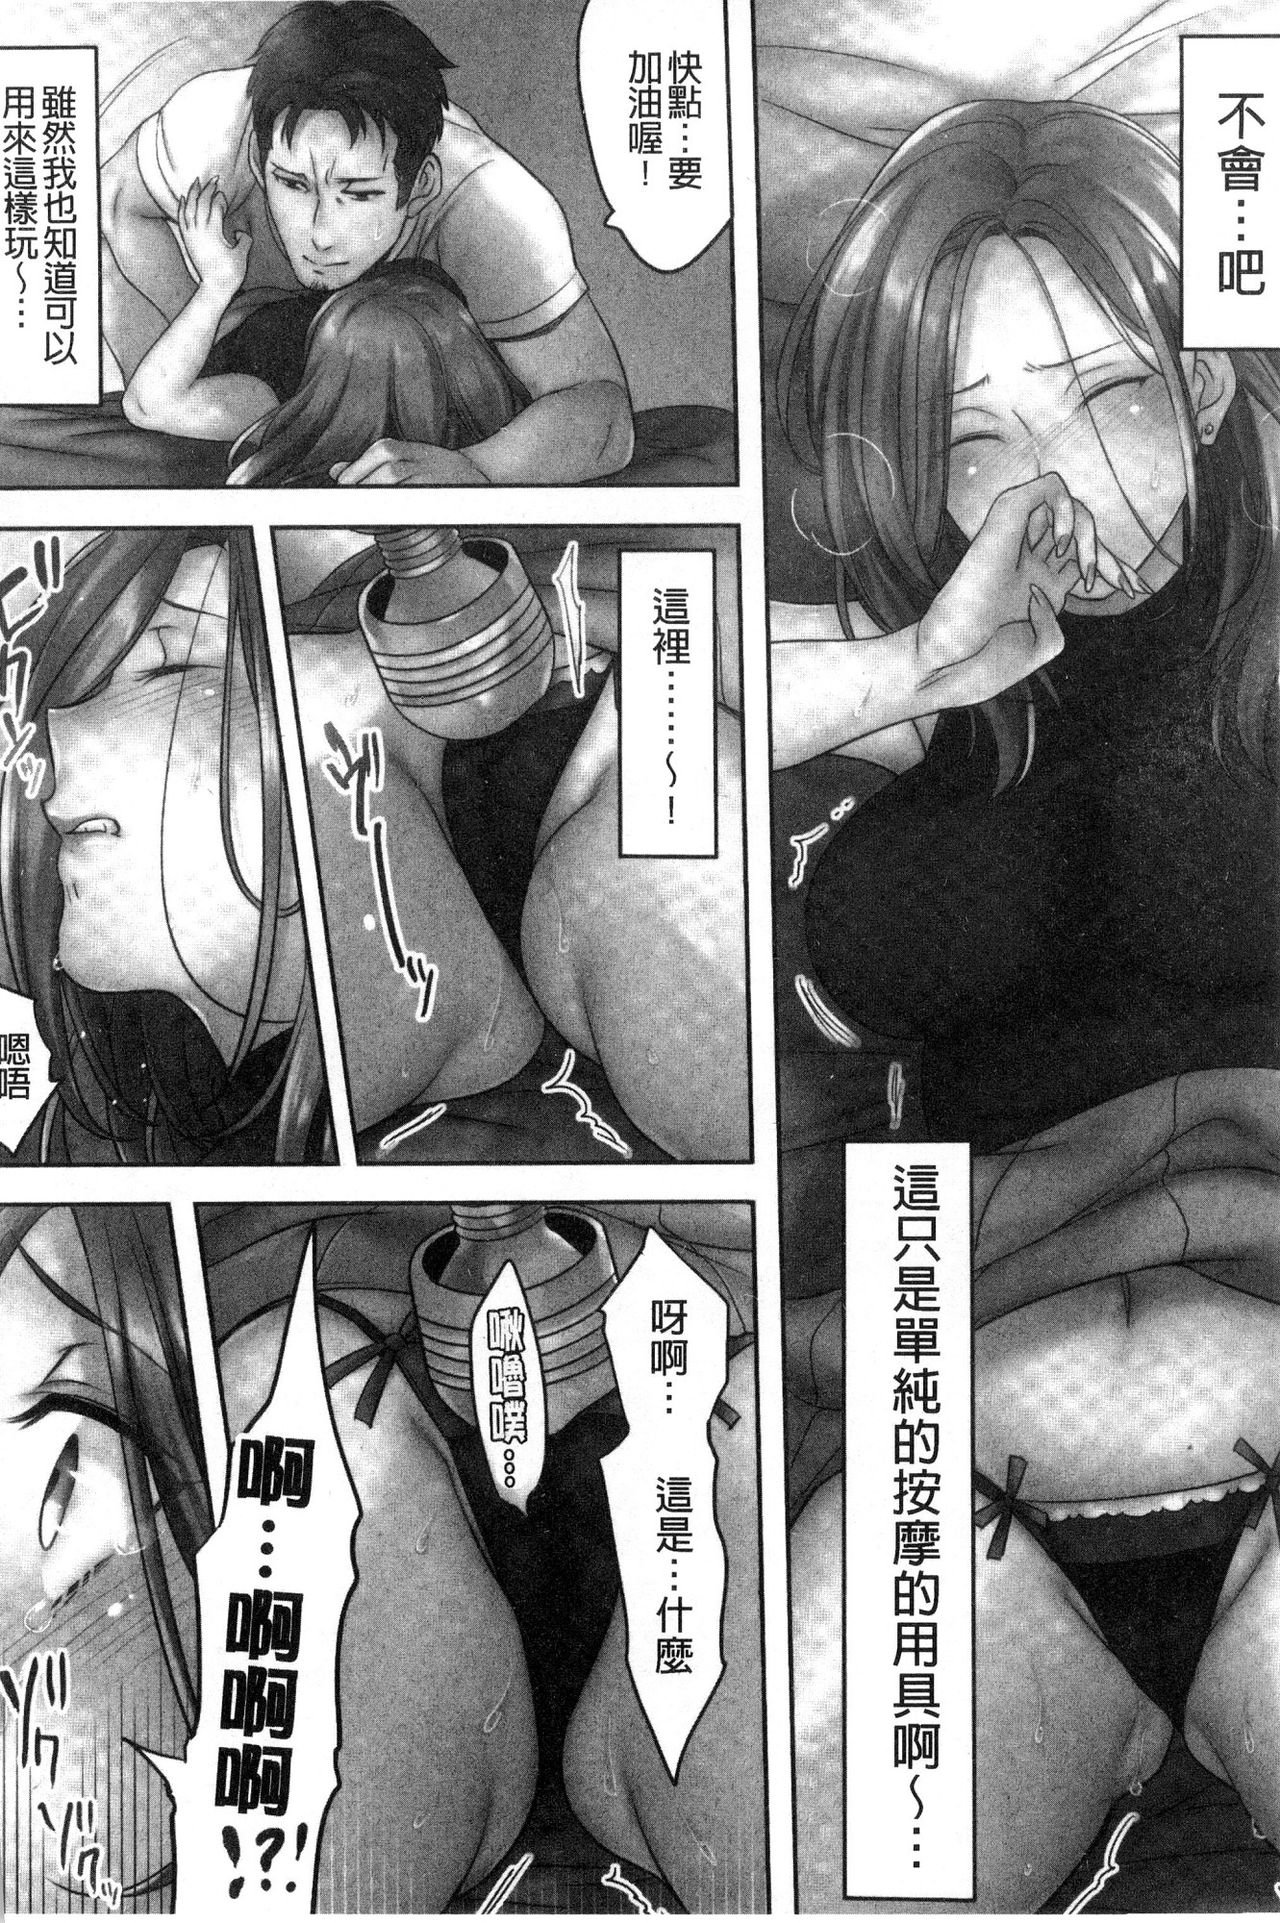 不會…吧
這只是單純的按摩的用具啊～…
快點…要
加油喔！
雖然我也知道可以
用來這樣玩～…
這裡……～！
嗯唔
呀啊…
這是…什麼
啾嚕噗…
啊…啊啊啊!?!